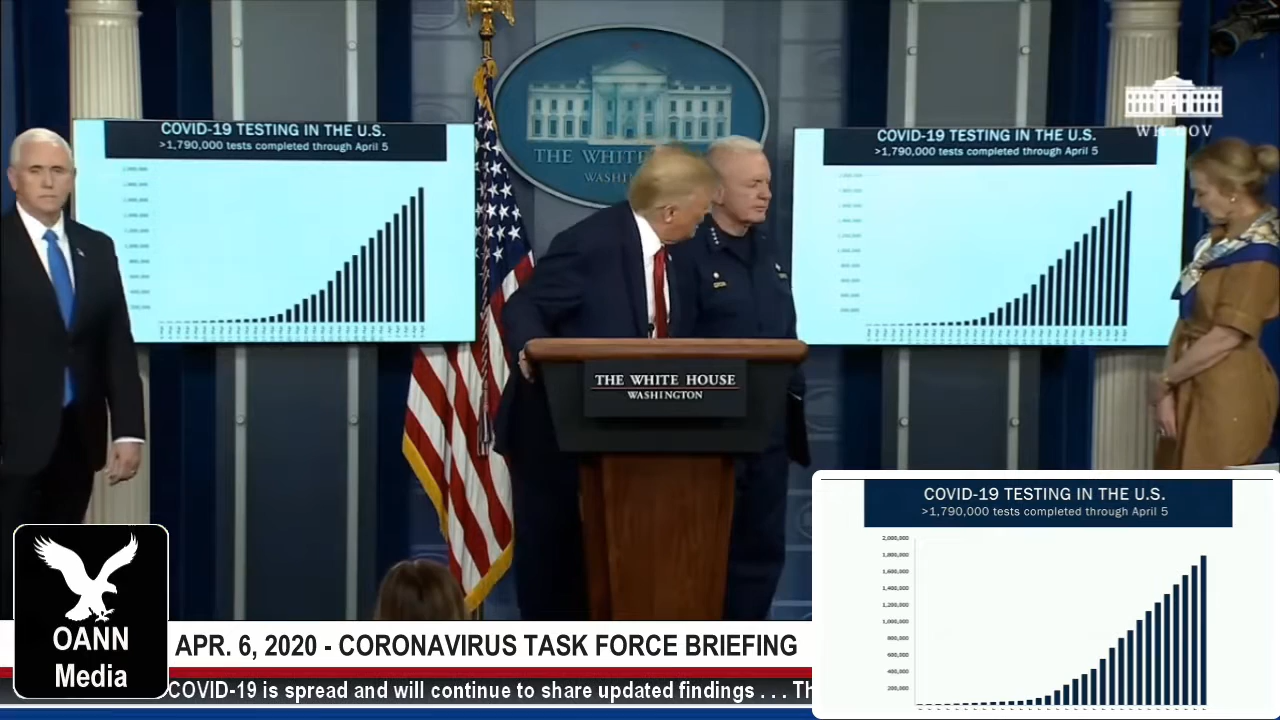 COVID-19 TESTING IN THE U.S.
>1,790,000 tests completed through April 5
THE WHITE
WASHIN
COVID-19 TESTING IN THE U.S.
>1,790,000 tests completed through April 5
WH.GOV
THE WHITE HOUSE
WASHINGTON
COVID-19 TESTING IN THE U.S.
>1,790,000 tests completed through April 5
2,000,000
1,800,000
1,600,000
1,400,000
1,200,000
1,000,000
800,000
600,000
400,000
200,000
OANN
Media
APR. 6, 2020 - CORONAVIRUS TASK FORCE BRIEFING
COVID-19 is spread and will continue to share updated findings . . . Th